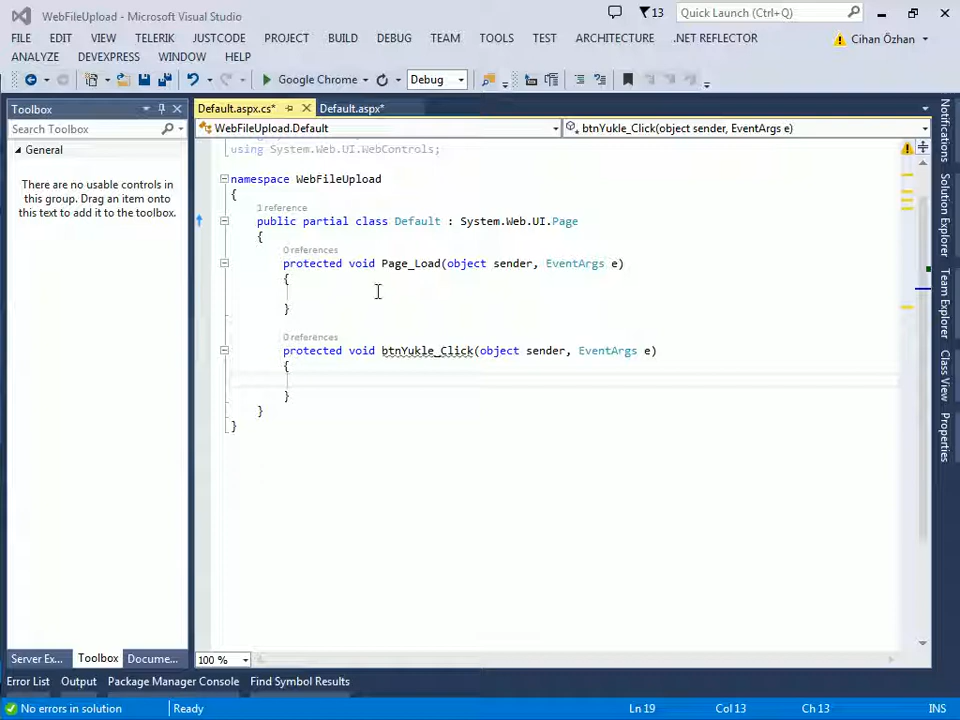 WebFileUpload - Microsoft Visual Studio
13
Quick Launch (Ctrl+Q)
FILE EDIT VIEW TELERIK JUSTCODE PROJECT BUILD DEBUG TEAM TOOLS TEST ARCHITECTURE .NET REFLECTOR
Cihan Özhan
ANALYZE DEVEXPRESS WINDOW HELP
Google Chrome
Debug
Toolbox
Default.aspx.cs*
Default.aspx*
Search Toolbox
WebFileUpload.Default
btnYukle_Click(object sender, EventArgs e)
General
There are no usable controls in
this group. Drag an item onto
this text to add it to the toolbox.
using System.Web.UI.WebControls;
namespace WebFileUpload
{
1 reference
public partial class Default : System.Web.UI.Page
{
0 references
protected void Page_Load(object sender, EventArgs e)
{
}
0 references
protected void btnYukle_Click(object sender, EventArgs e)
{
}
}
}
Notifications
Solution Explorer
Team Explorer
Class View
Properties
Server Ex...
Toolbox
Docume...
100 %
Error List
Output
Package Manager Console
Find Symbol Results
No errors in solution
Ready
Ln 19
Col 13
Ch 13
INS